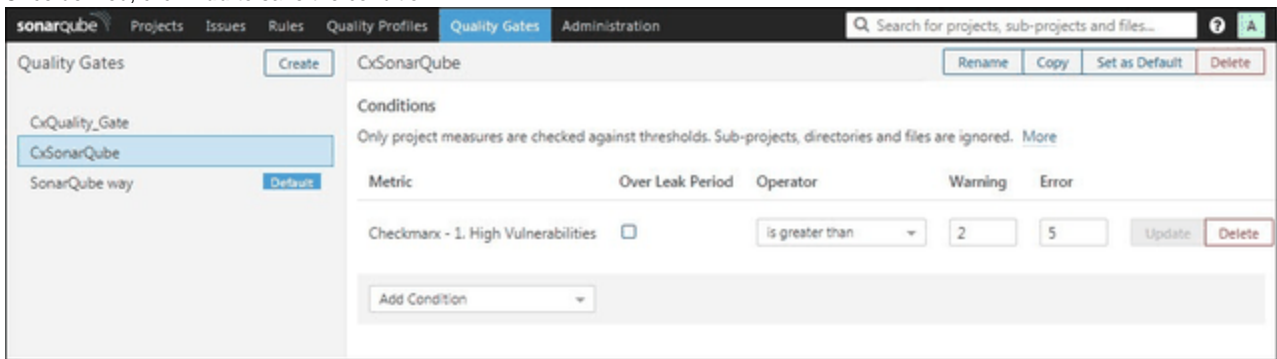 sonarqube Projects Issues Rules Quality Profiles Quality Gates Administration Search for projects, sub-projects and files... ? A
Quality Gates Create CxSonarQube Rename Copy Set as Default Delete
Conditions
CxQuality_Gate
Only project measures are checked against thresholds. Sub-projects, directories and files are ignored. More
CxSonarQube
SonarQube way Default
Metric Over Leak Period Operator Warning Error
Checkmarx - 1. High Vulnerabilities is greater than 2 5 Update Delete
Add Condition